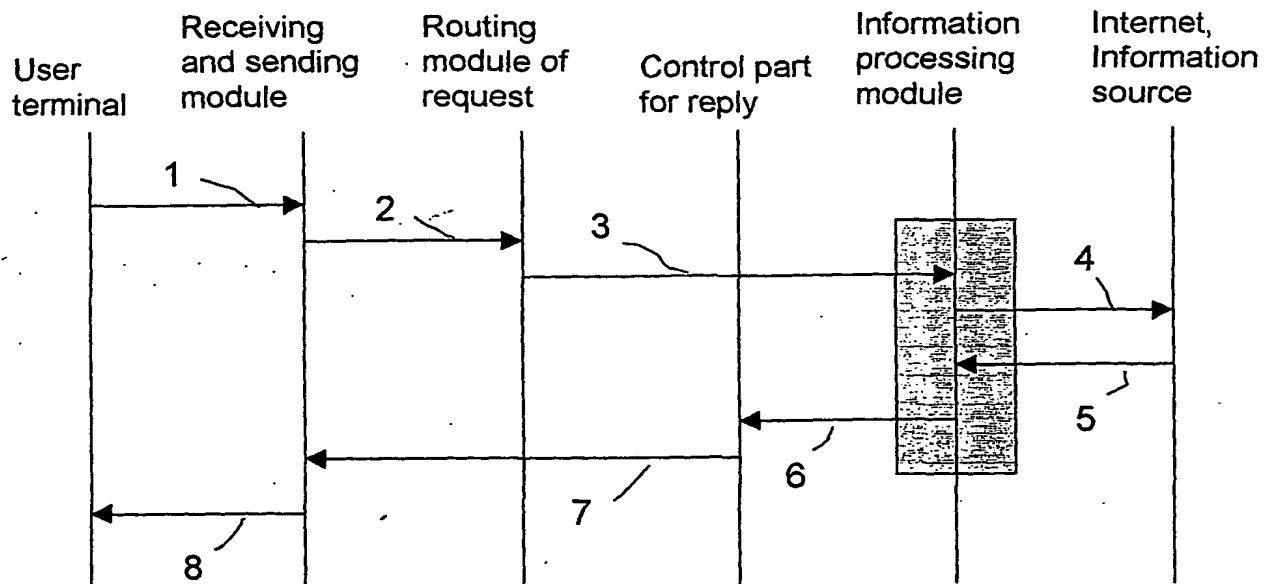 User
terminal
Receiving
and sending
module
Routing
module of
request
Control part
for reply
Information
processing
module
Internet,
Information
source
1
2
3
4
5
6
7
8